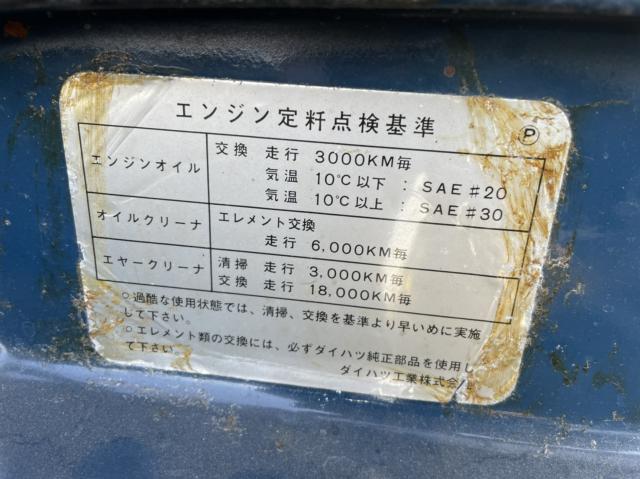 エンジン定料点検基準
Ⓟ
エンジンオイル 交換 走行 3000KM毎
気温 10℃以下 : SAE #20
気温 10℃以上 : SAE #30
オイルクリーナ エレメント交換
走行 6,000KM毎
エヤークリーナ 清掃 走行 3,000KM毎
交換 走行 18,000KM毎
○過酷な使用状態では、清掃、交換を基準より早いめに実施
して下さい。
○エレメント類の交換には、必ずダイハツ純正部品を使用し
て下さい。
ダイハツ工業株式会社